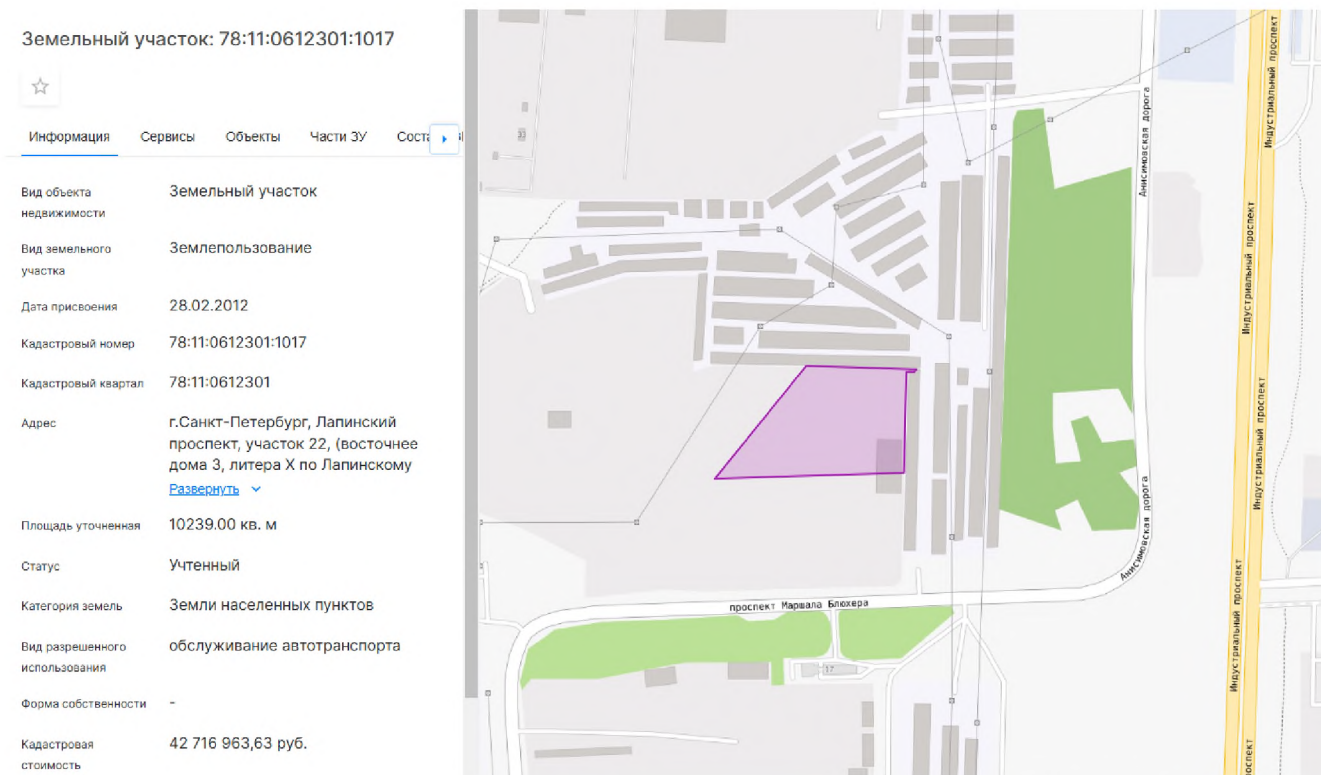 Земельный участок: 78:11:0612301:1017
Информация Сервисы Объекты Части ЗУ
Вид объекта недвижимости
Земельный участок
Вид земельного участка
Землепользование
Дата присвоения
28.02.2012
Кадастровый номер
78:11:0612301:1017
Кадастровый квартал
78:11:0612301
Адрес
г.Санкт-Петербург, Лапинский
проспект, участок 22, (восточнее
дома 3, литера X по Лапинскому
Развернуть
Площадь уточненная
10239.00 кв. м
Статус
Учтенный
Категория земель
Земли населенных пунктов
Вид разрешенного использования
обслуживание автотранспорта
Форма собственности
-
Кадастровая стоимость
42 716 963,63 руб.
Анисимовская дорога
Индустриальный проспект
Индустриальный проспект
Индустриальный проспект
Индустриальный проспект
Анисимовская дорога
Индустриальный проспект
проспект Маршала Блюхера